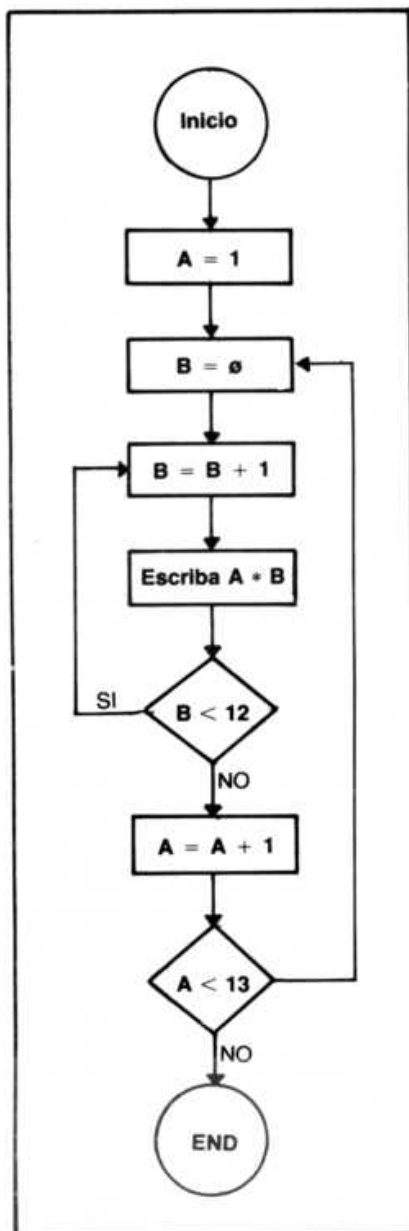 Inicio
A = 1
B = ø
B = B + 1
Escriba A * B
B < 12
SI
NO
A = A + 1
A < 13
NO
END